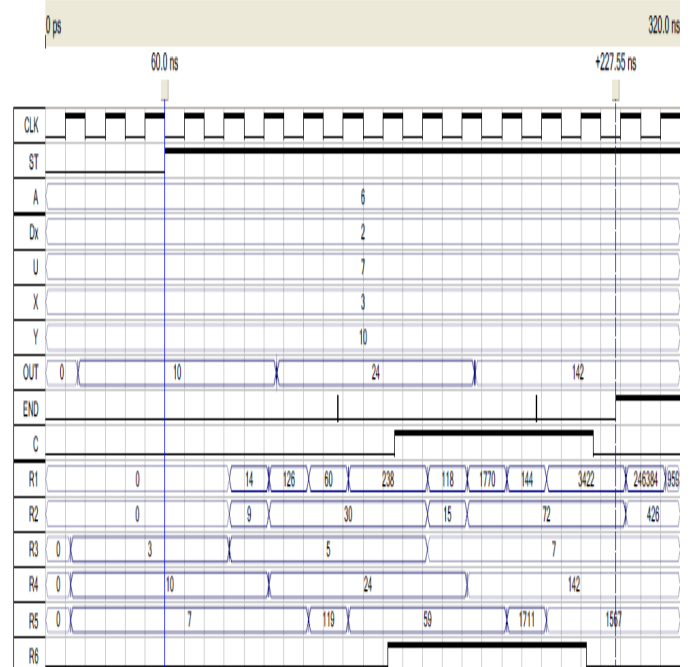 0 ps 320.0 ns
60.0 ns +227.55 ns
CLK
ST
A 6
Dx 2
U 7
X 3
Y 10
OUT 0 10 24 142
END
C
R1 0 14 126 60 238 118 1770 144 3422 246384 959
R2 0 9 30 15 72 426
R3 0 3 5 7
R4 0 10 24 142
R5 0 7 119 59 1711 1567
R6